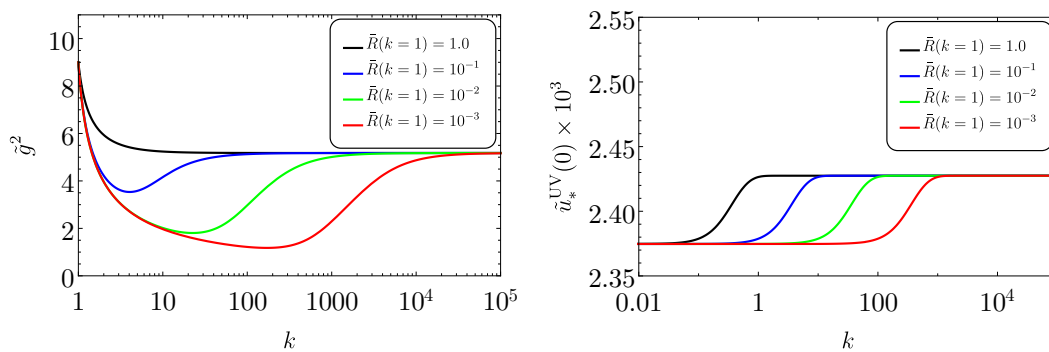 10
8
6
4
2
0
g̃²
1
10
100
1000
10⁴
10⁵
k
R̄(k = 1) = 1.0
R̄(k = 1) = 10⁻¹
R̄(k = 1) = 10⁻²
R̄(k = 1) = 10⁻³
2.55
2.50
2.45
2.40
2.35
ũ*ᵁⱽ(0) × 10³
0.01
1
100
10⁴
k
R̄(k = 1) = 1.0
R̄(k = 1) = 10⁻¹
R̄(k = 1) = 10⁻²
R̄(k = 1) = 10⁻³